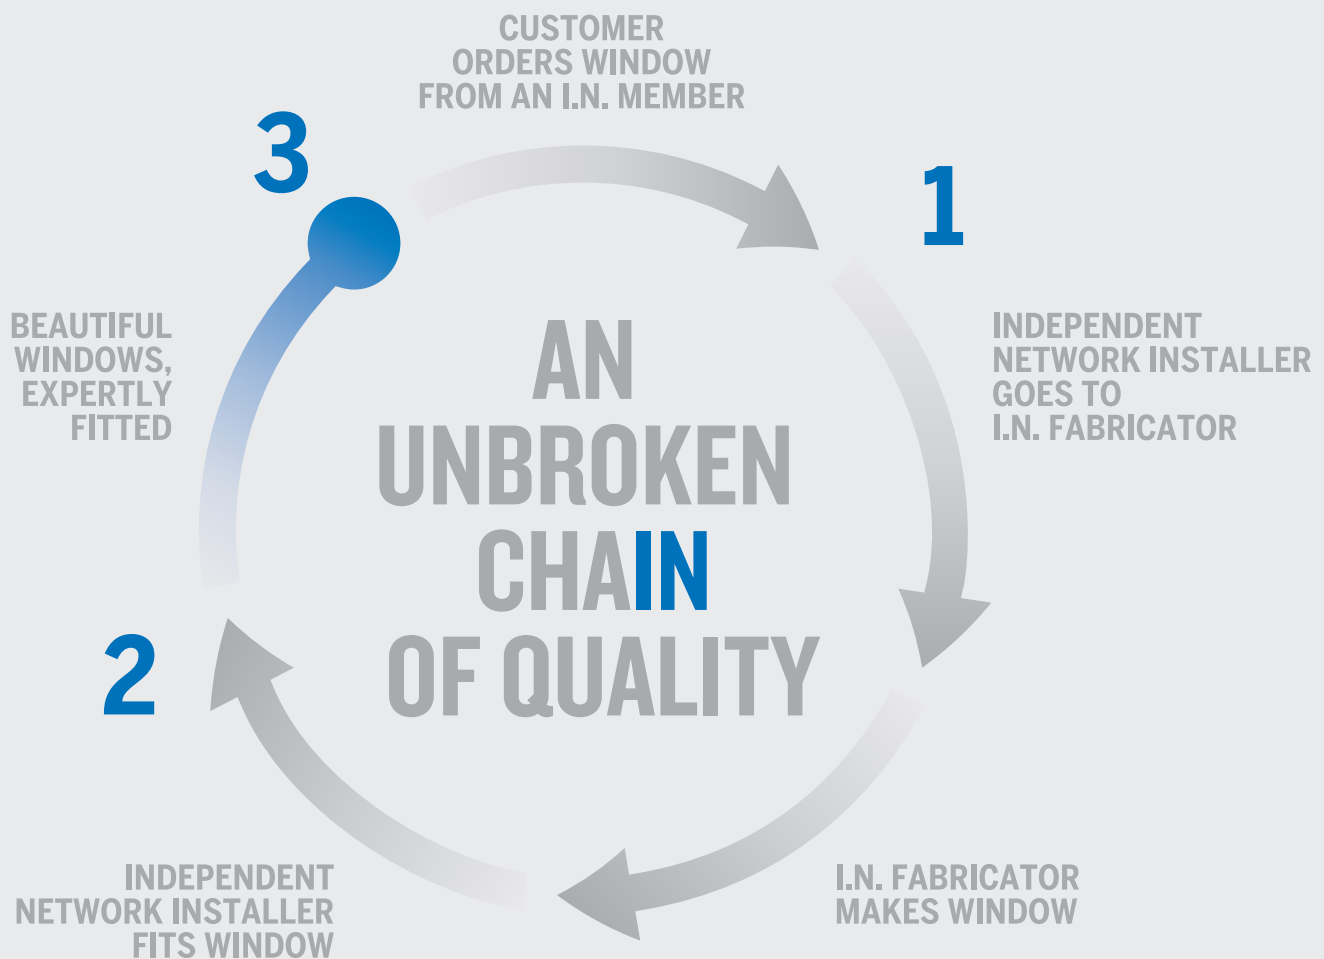 CUSTOMER
ORDERS WINDOW
FROM AN I.N. MEMBER
1
INDEPENDENT
NETWORK INSTALLER
GOES TO
I.N. FABRICATOR
I.N. FABRICATOR
MAKES WINDOW
INDEPENDENT
NETWORK INSTALLER
FITS WINDOW
2
BEAUTIFUL
WINDOWS,
EXPERTLY
FITTED
3
AN
UNBROKEN
CHAIN
OF QUALITY